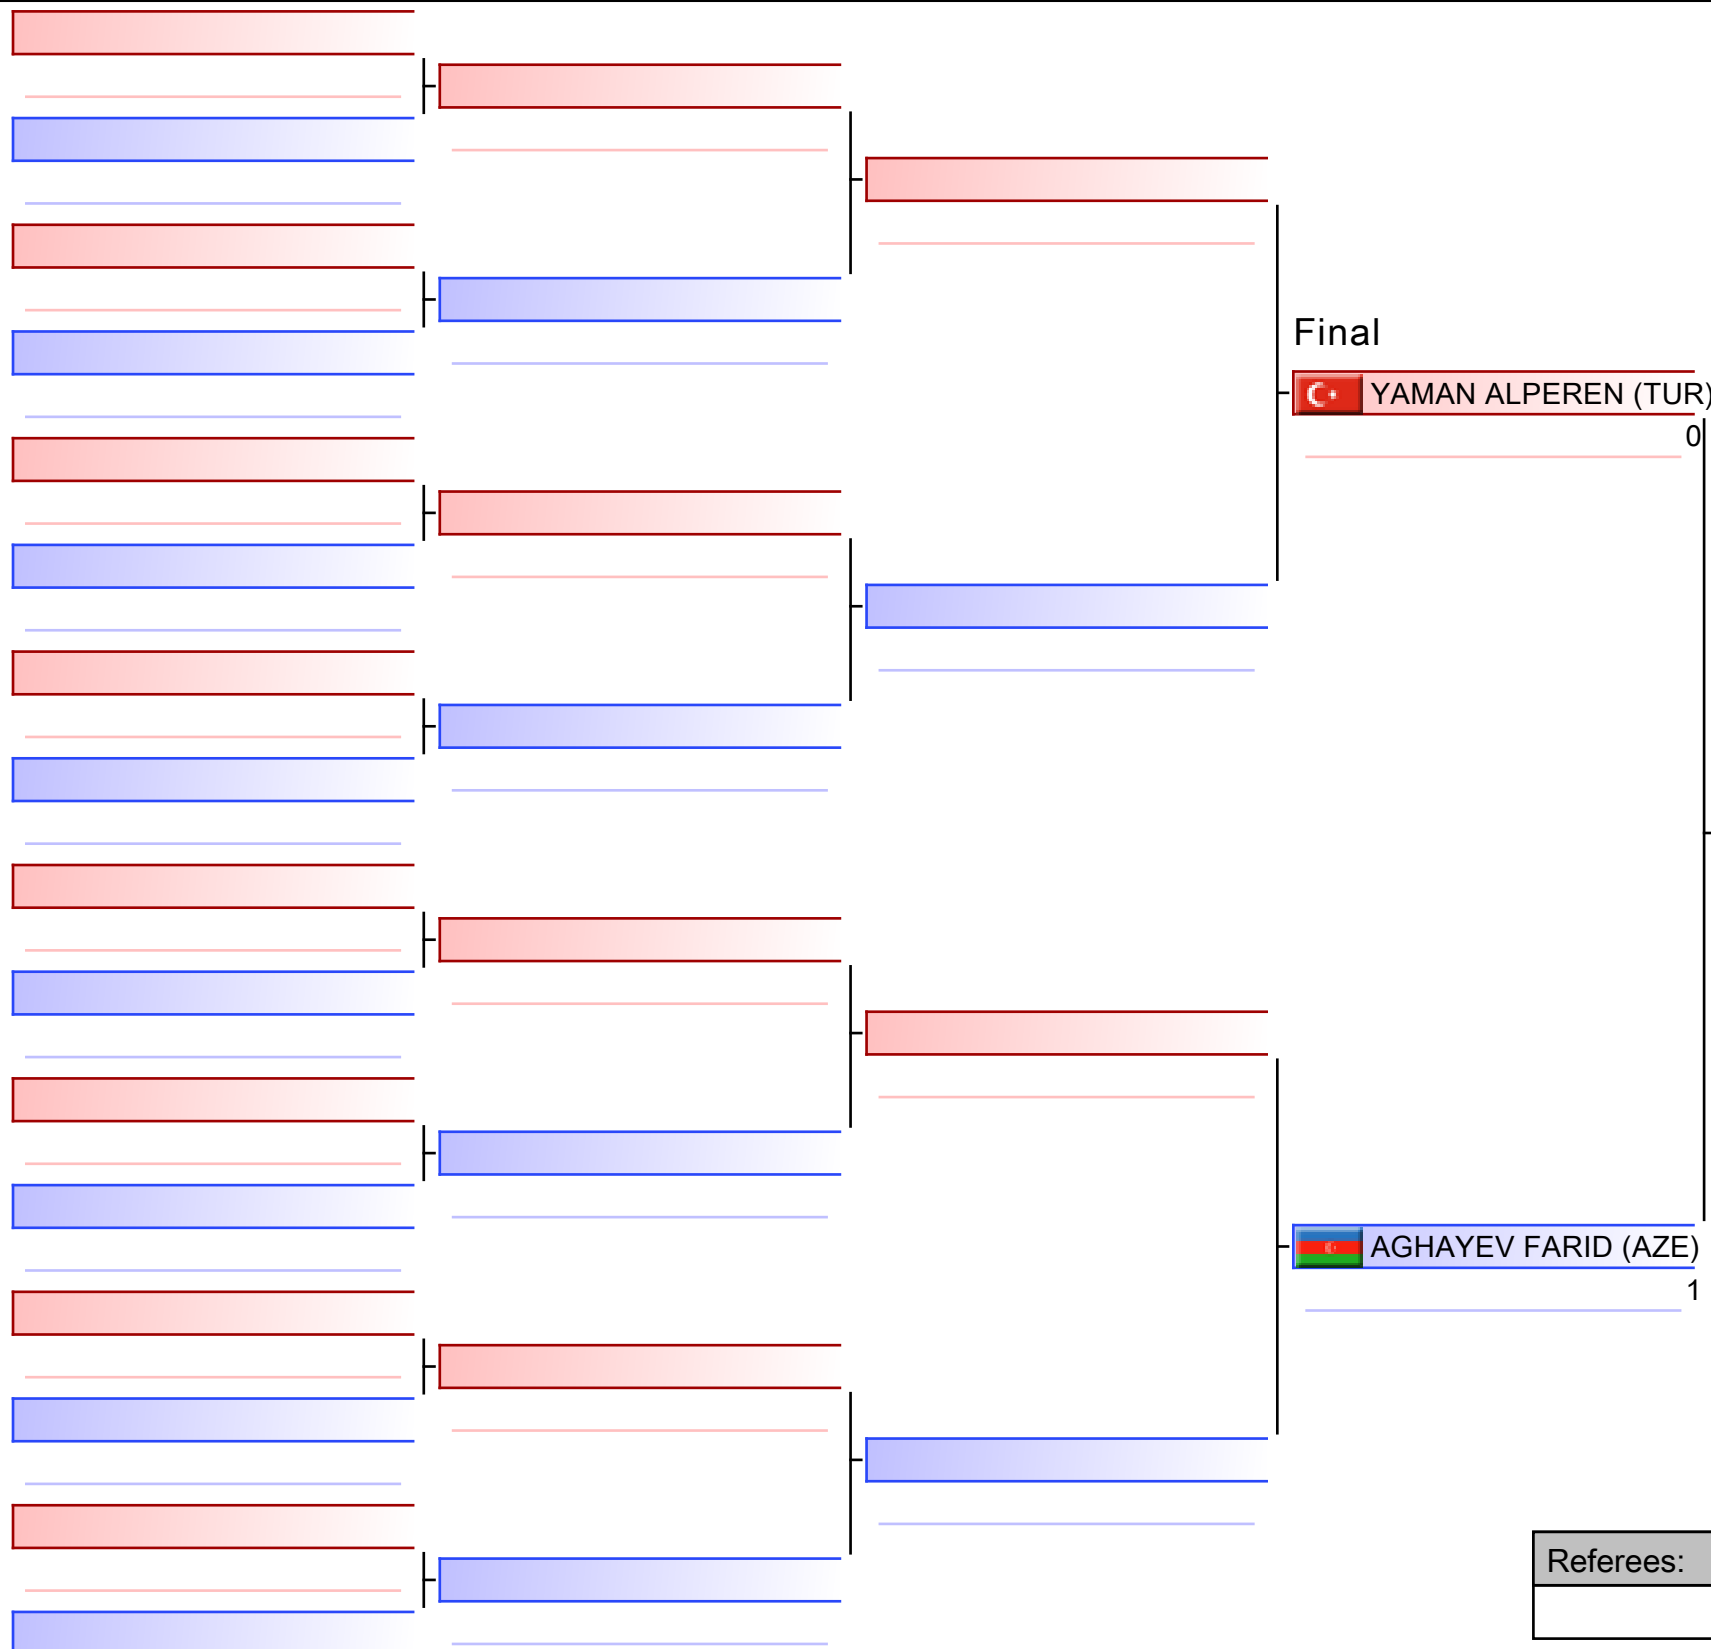 Final
YAMAN ALPEREN (TUR)
0
AGHAYEV FARID (AZE)
1
Referees: